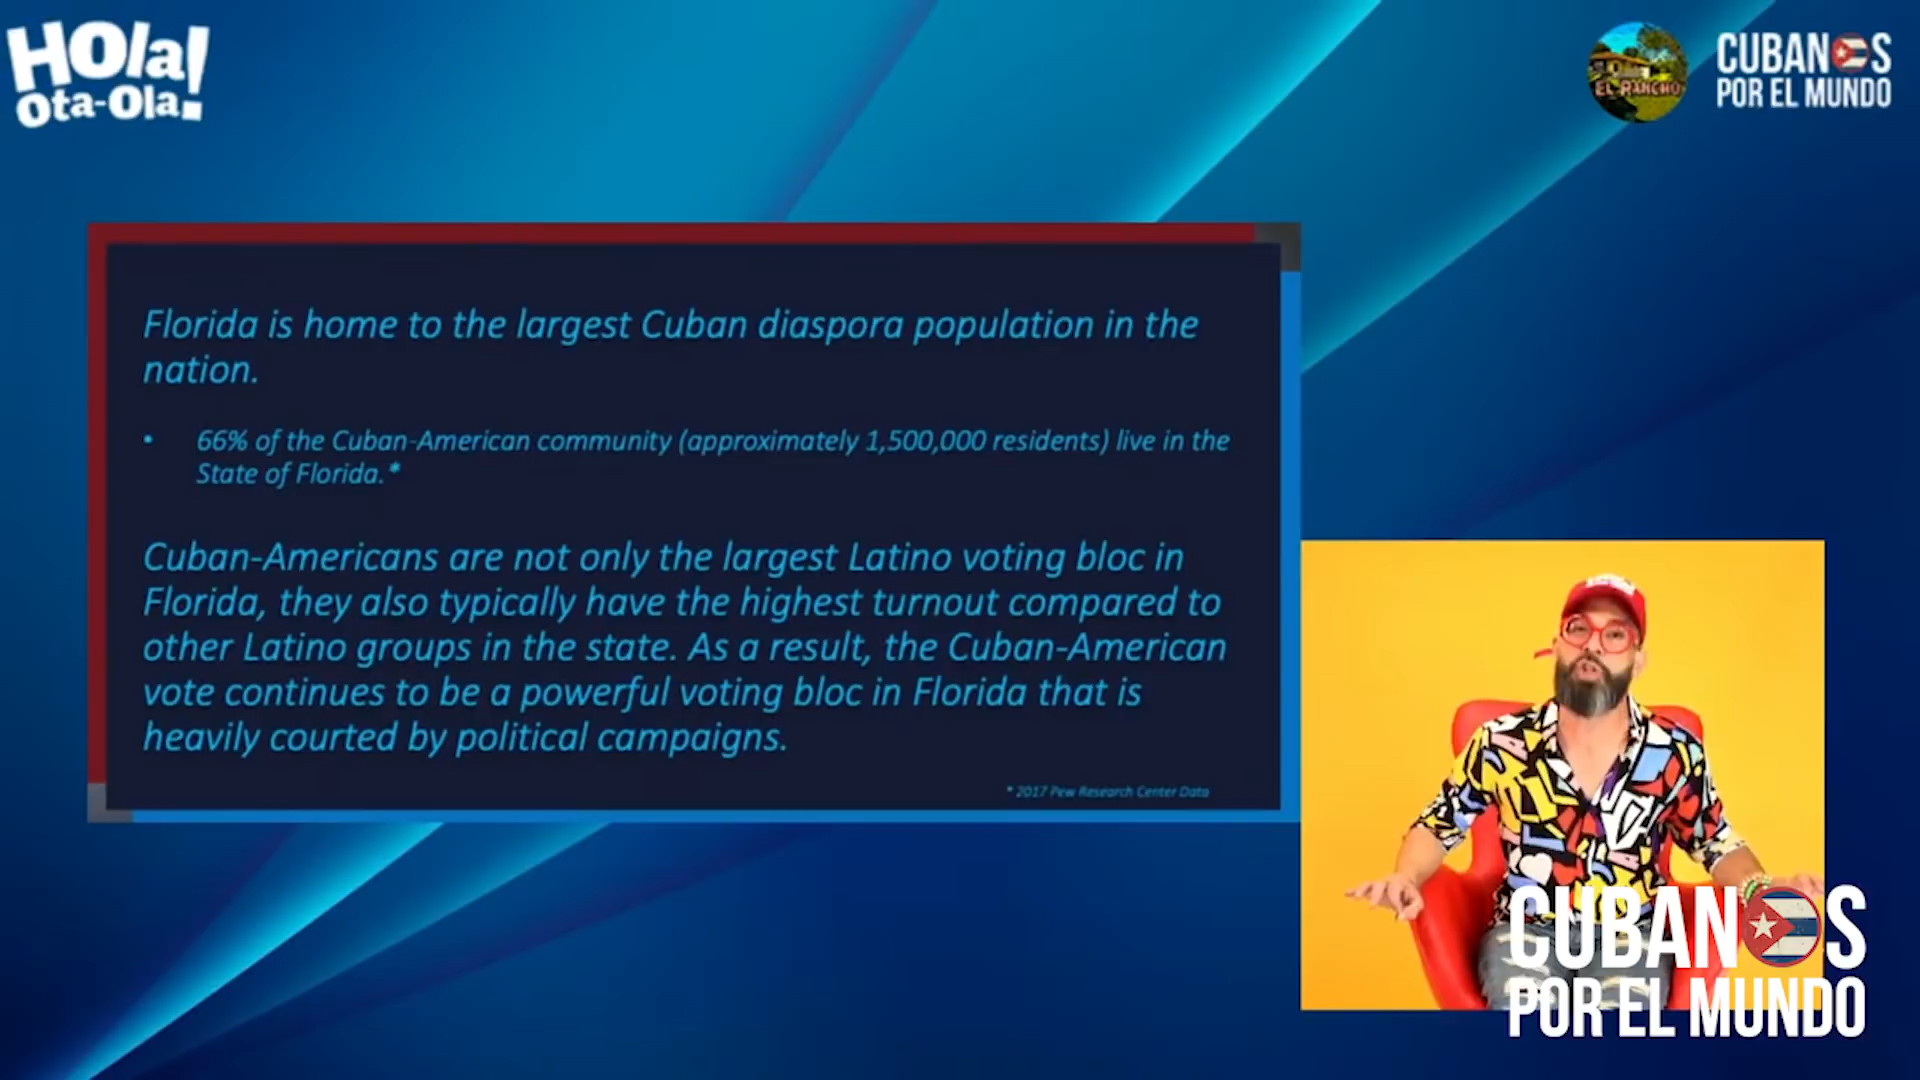 Hola!
Ota-Ola!
EL RANCHO
CUBANOS
POR EL MUNDO
Florida is home to the largest Cuban diaspora population in the
nation.
• 66% of the Cuban-American community (approximately 1,500,000 residents) live in the
State of Florida.*
Cuban-Americans are not only the largest Latino voting bloc in
Florida, they also typically have the highest turnout compared to
other Latino groups in the state. As a result, the Cuban-American
vote continues to be a powerful voting bloc in Florida that is
heavily courted by political campaigns.
* 2017 Pew Research Center Data
CUBANOS
POR EL MUNDO